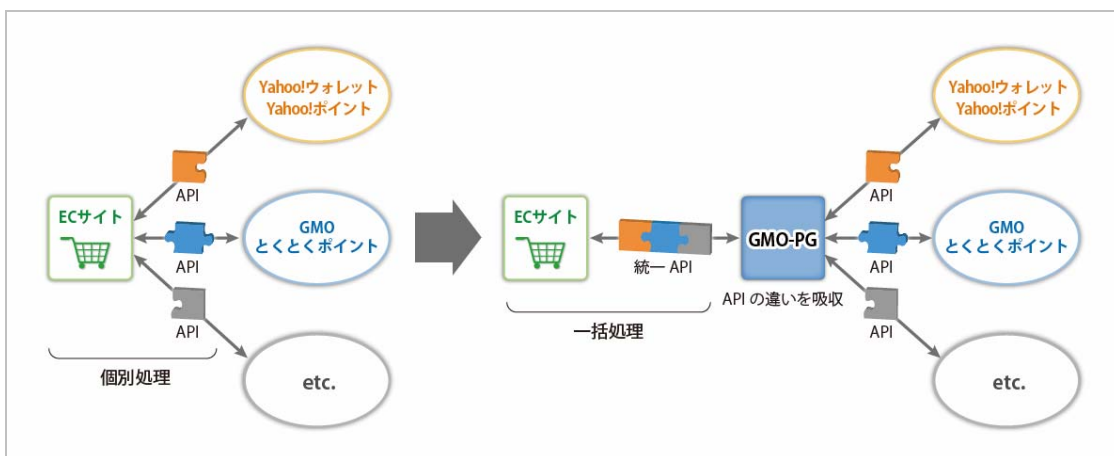 Yahoo!ウォレット
Yahoo!ポイント
API
ECサイト
GMO
とくとくポイント
API
API
個別処理
etc.
ECサイト
統一 API
一括処理
GMO-PG
API の違いを吸収
Yahoo!ウォレット
Yahoo!ポイント
API
GMO
とくとくポイント
API
API
etc.